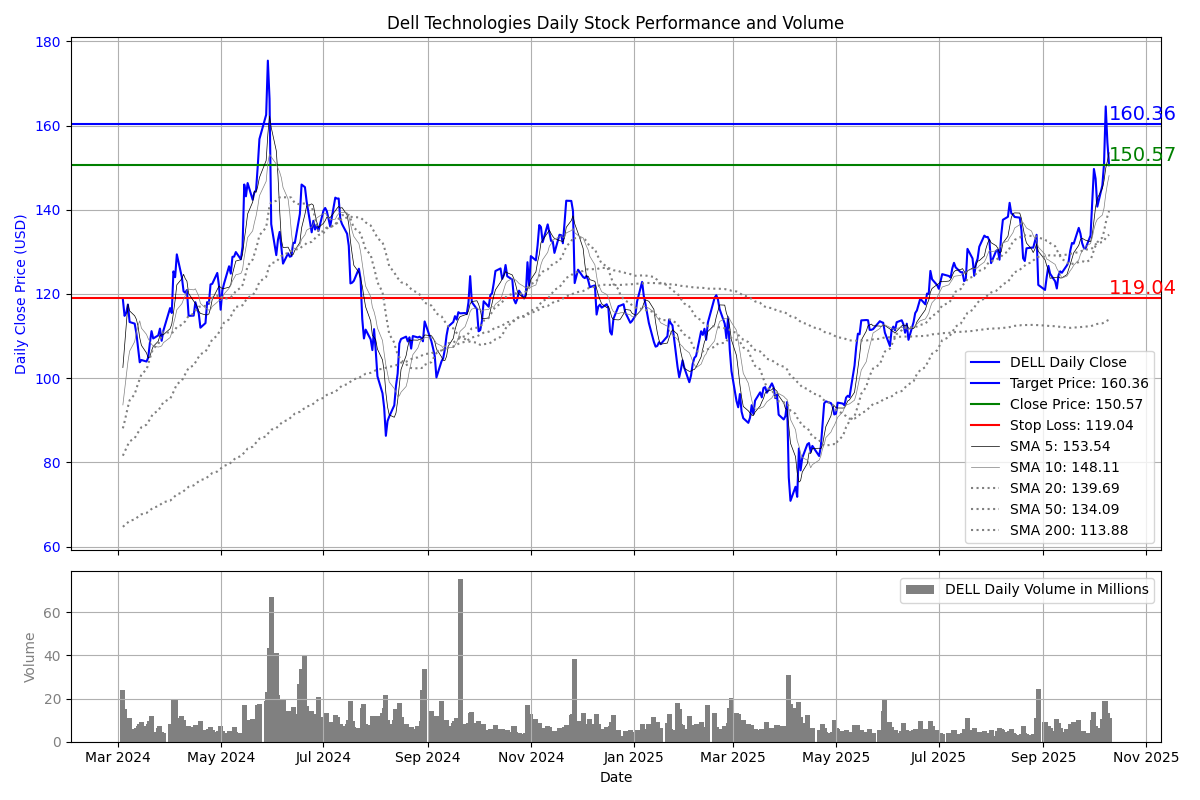 Dell Technologies Daily Stock Performance and Volume
Daily Close Price (USD)
180
160
140
120
100
80
60
160.36
150.57
119.04
DELL Daily Close
Target Price: 160.36
Close Price: 150.57
Stop Loss: 119.04
SMA 5: 153.54
SMA 10: 148.11
SMA 20: 139.69
SMA 50: 134.09
SMA 200: 113.88
Volume
60
40
20
0
DELL Daily Volume in Millions
Mar 2024 May 2024 Jul 2024 Sep 2024 Nov 2024 Jan 2025 Mar 2025 May 2025 Jul 2025 Sep 2025 Nov 2025
Date